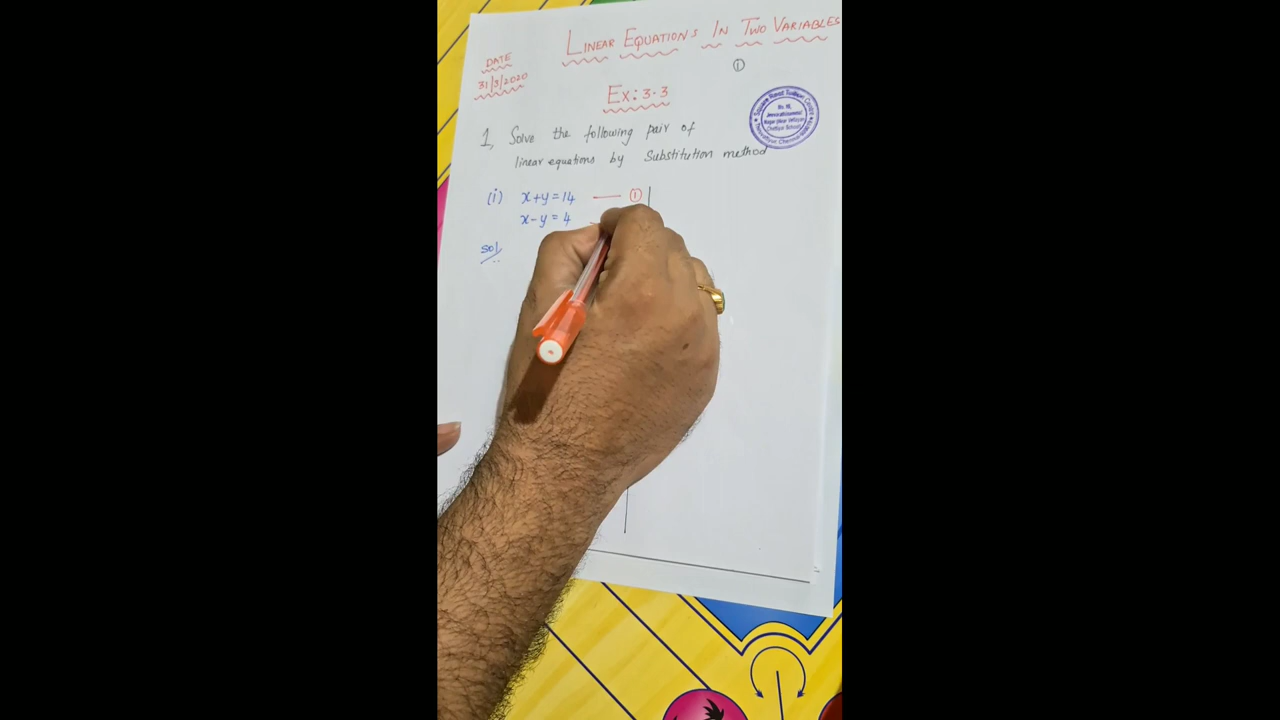 LINEAR EQUATIONS IN TWO VARIABLES
DATE
31/3/2020
①
Ex: 3.3
1, Solve the following pair of
linear equations by Substitution method
(i) x+y=14 —— ①
x-y=4
sol